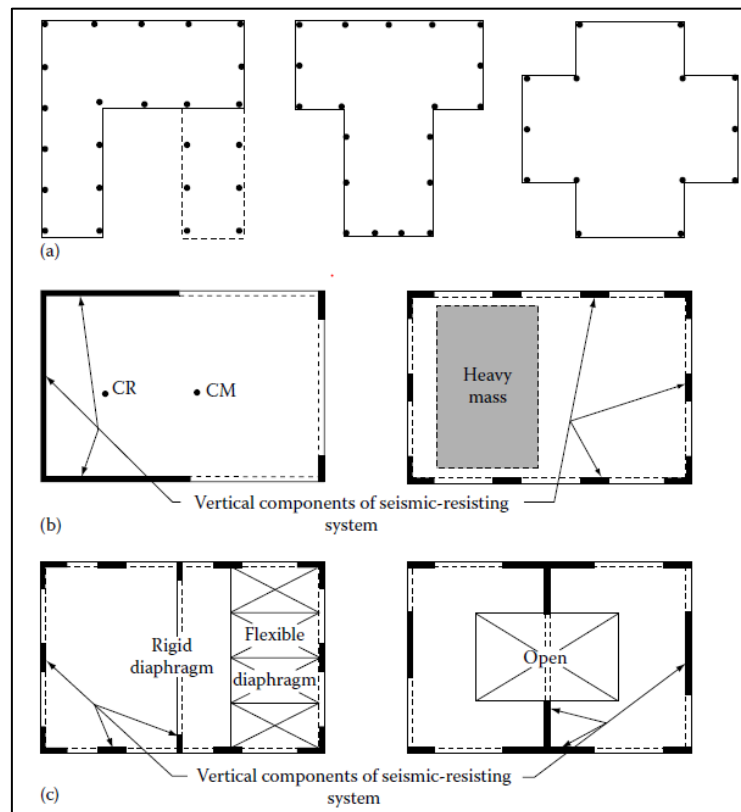 (a)
CR
CM
Heavy
mass
Vertical components of seismic-resisting
system
(b)
Rigid
diaphragm
Flexible
diaphragm
Open
Vertical components of seismic-resisting
system
(c)